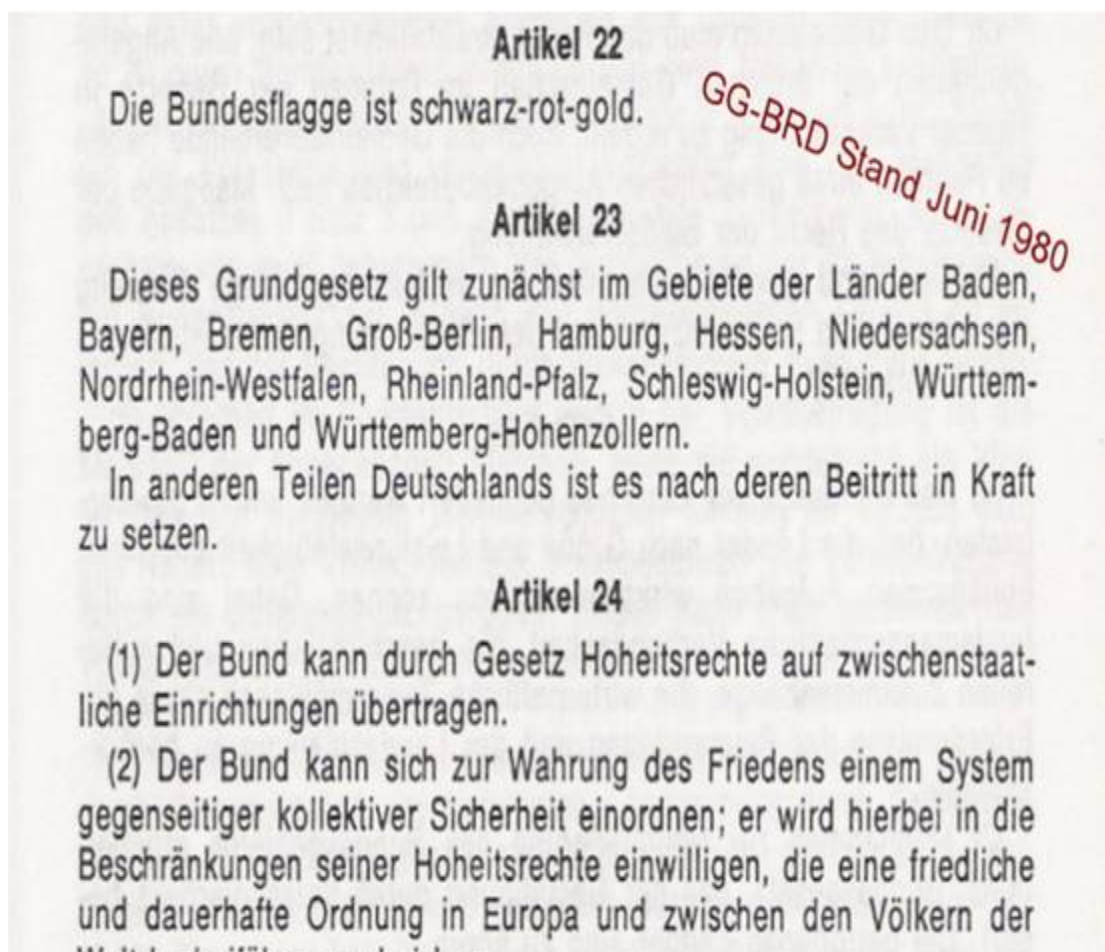 Artikel 22
Die Bundesflagge ist schwarz-rot-gold.
GG-BRD Stand Juni 1980
Artikel 23
Dieses Grundgesetz gilt zunächst im Gebiete der Länder Baden,
Bayern, Bremen, Groß-Berlin, Hamburg, Hessen, Niedersachsen,
Nordrhein-Westfalen, Rheinland-Pfalz, Schleswig-Holstein, Württem-
berg-Baden und Württemberg-Hohenzollern.
In anderen Teilen Deutschlands ist es nach deren Beitritt in Kraft
zu setzen.
Artikel 24
(1) Der Bund kann durch Gesetz Hoheitsrechte auf zwischenstaat-
liche Einrichtungen übertragen.
(2) Der Bund kann sich zur Wahrung des Friedens einem System
gegenseitiger kollektiver Sicherheit einordnen; er wird hierbei in die
Beschränkungen seiner Hoheitsrechte einwilligen, die eine friedliche
und dauerhafte Ordnung in Europa und zwischen den Völkern der